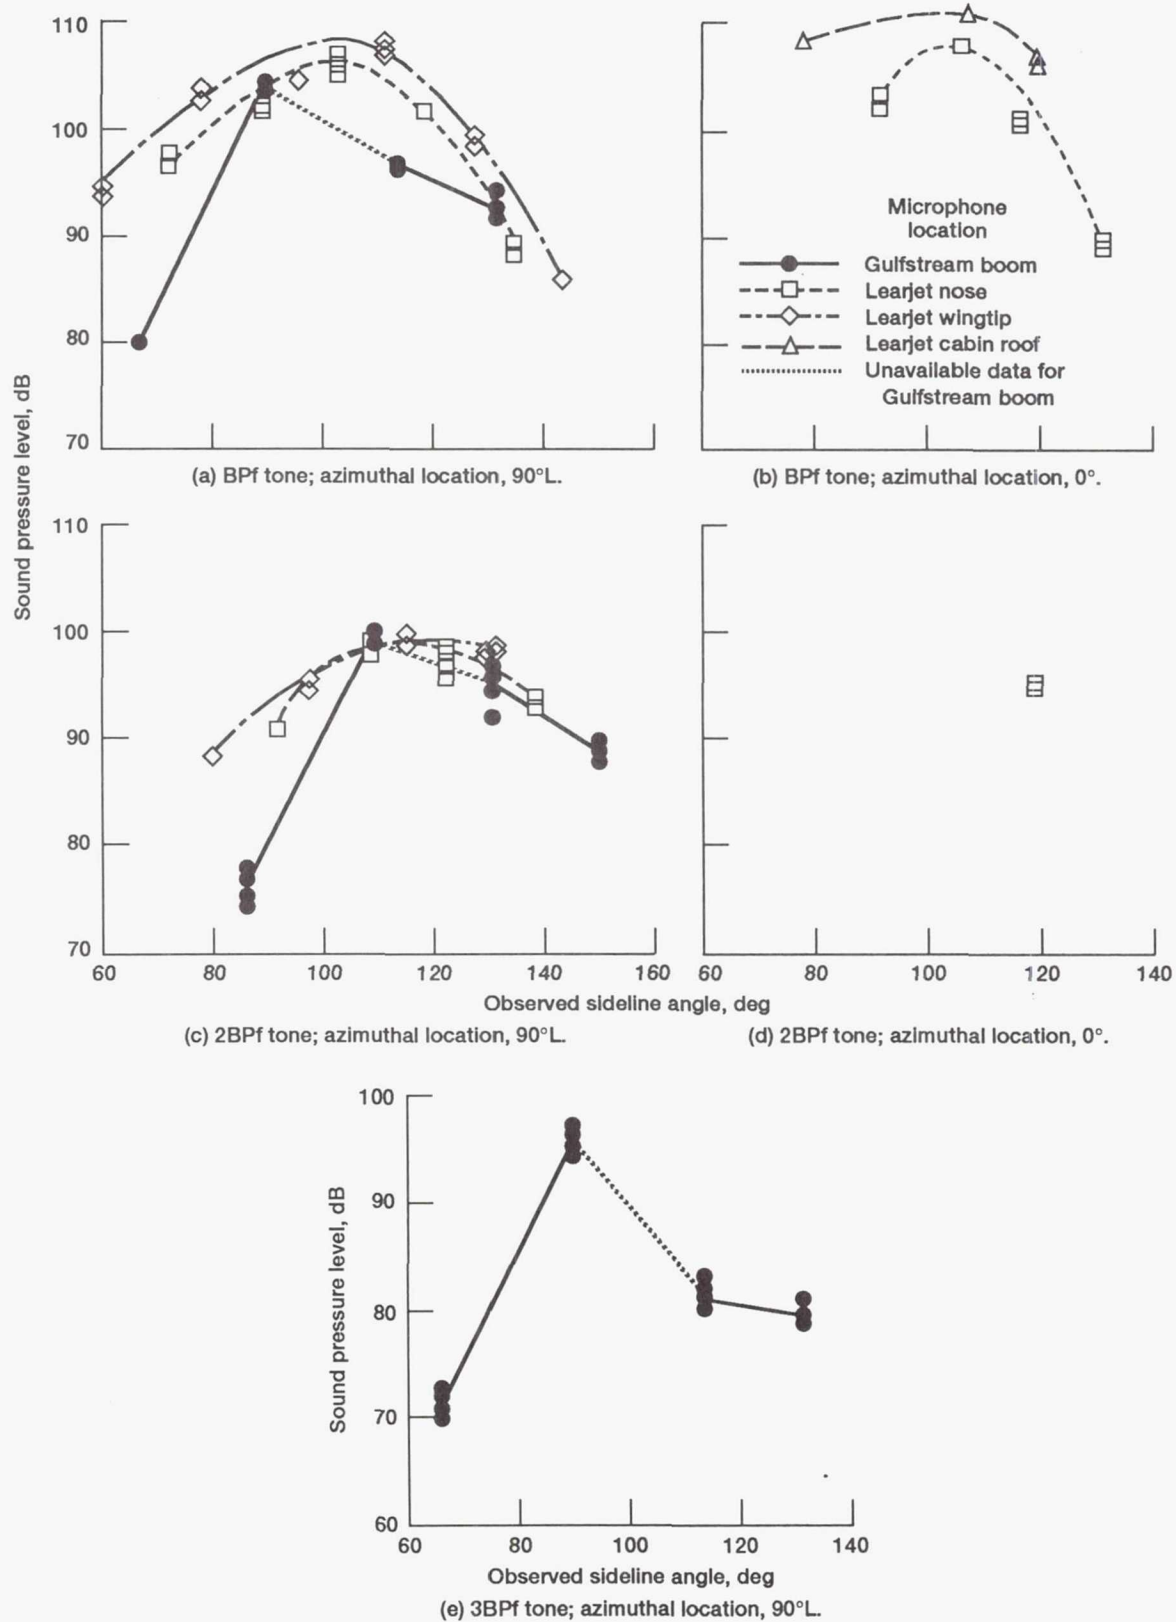 110
100
90
80
70
Sound pressure level, dB
Microphone
location
Gulfstream boom
Learjet nose
Learjet wingtip
Learjet cabin roof
Unavailable data for
Gulfstream boom
(a) BPf tone; azimuthal location, 90°L.
(b) BPf tone; azimuthal location, 0°.
110
100
90
80
70
60 80 100 120 140 160
60 80 100 120 140
Observed sideline angle, deg
(c) 2BPf tone; azimuthal location, 90°L.
(d) 2BPf tone; azimuthal location, 0°.
100
90
80
70
60
Sound pressure level, dB
60 80 100 120 140
Observed sideline angle, deg
(e) 3BPf tone; azimuthal location, 90°L.